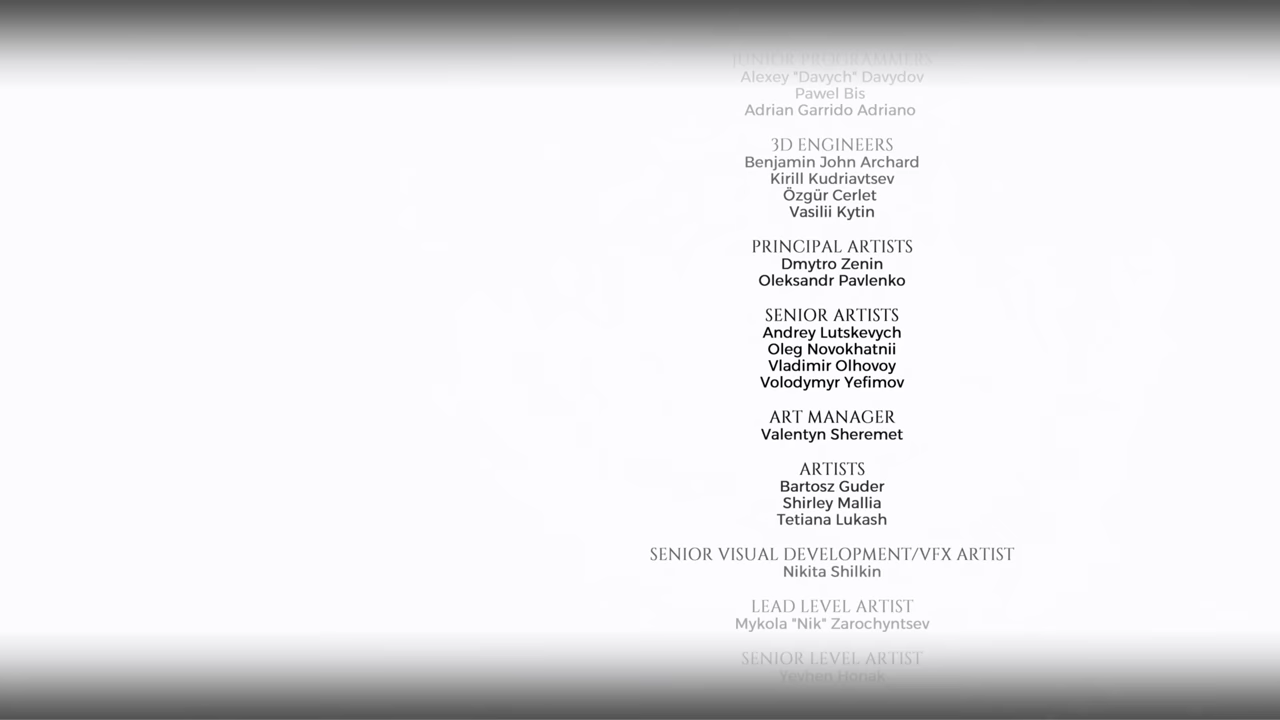 JUNIOR PROGRAMMERS
Alexey "Davych" Davydov
Pawel Bis
Adrian Garrido Adriano
3D ENGINEERS
Benjamin John Archard
Kirill Kudriavtsev
Özgür Cerlet
Vasilii Kytin
PRINCIPAL ARTISTS
Dmytro Zenin
Oleksandr Pavlenko
SENIOR ARTISTS
Andrey Lutskevych
Oleg Novokhatnii
Vladimir Olhovoy
Volodymyr Yefimov
ART MANAGER
Valentyn Sheremet
ARTISTS
Bartosz Guder
Shirley Mallia
Tetiana Lukash
SENIOR VISUAL DEVELOPMENT/VFX ARTIST
Nikita Shilkin
LEAD LEVEL ARTIST
Mykola "Nik" Zarochyntsev
SENIOR LEVEL ARTIST
Yevhen Honak